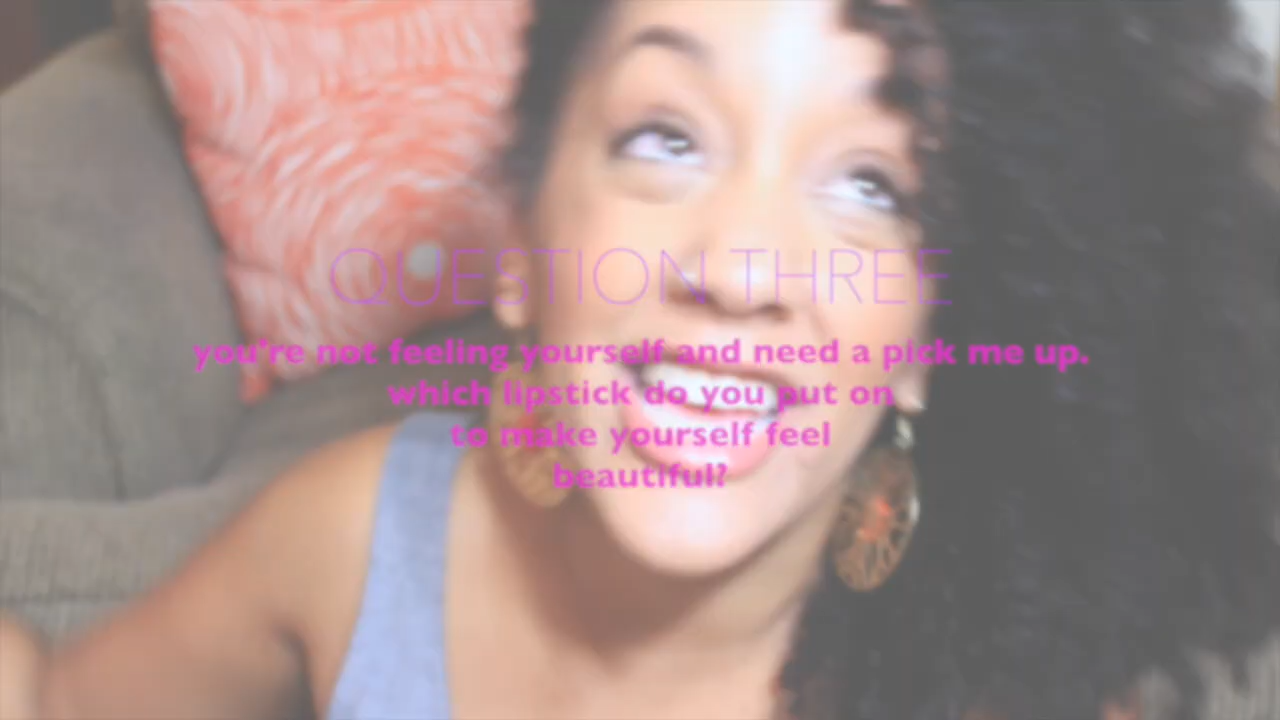 QUESTION THREE
you're not feeling yourself and need a pick me up.
which lipstick do you put on
to make yourself feel
beautiful?